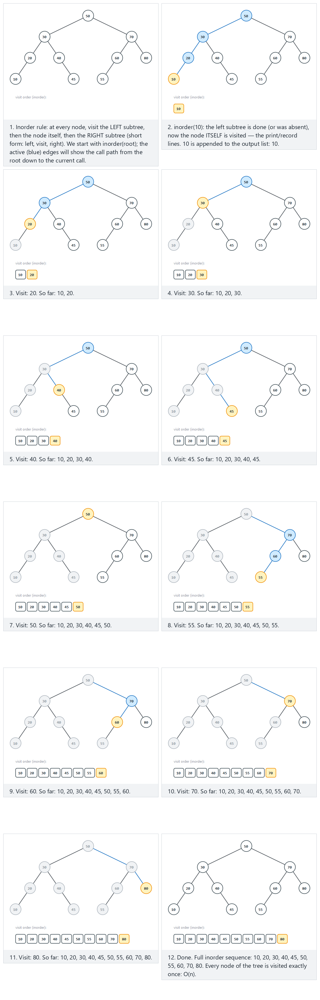 50
30 70
20 40 60 80
10 45 55
visit order (inorder):
1. Inorder rule: at every node, visit the LEFT subtree,
then the node itself, then the RIGHT subtree (short
form: left, visit, right). We start with inorder(root); the
active (blue) edges will show the call path from the
root down to the current call.
50
30 70
20 40 60 80
10 45 55
visit order (inorder):
10
2. inorder(10): the left subtree is done (or was absent),
now the node ITSELF is visited — the print/record
lines. 10 is appended to the output list: 10.
50
30 70
20 40 60 80
10 45 55
visit order (inorder):
10 20
3. Visit: 20. So far: 10, 20.
50
30 70
20 40 60 80
10 45 55
visit order (inorder):
10 20 30
4. Visit: 30. So far: 10, 20, 30.
50
30 70
20 40 60 80
10 45 55
visit order (inorder):
10 20 30 40
5. Visit: 40. So far: 10, 20, 30, 40.
50
30 70
20 40 60 80
10 45 55
visit order (inorder):
10 20 30 40 45
6. Visit: 45. So far: 10, 20, 30, 40, 45.
50
30 70
20 40 60 80
10 45 55
visit order (inorder):
10 20 30 40 45 50
7. Visit: 50. So far: 10, 20, 30, 40, 45, 50.
50
30 70
20 40 60 80
10 45 55
visit order (inorder):
10 20 30 40 45 50 55
8. Visit: 55. So far: 10, 20, 30, 40, 45, 50, 55.
50
30 70
20 40 60 80
10 45 55
visit order (inorder):
10 20 30 40 45 50 55 60
9. Visit: 60. So far: 10, 20, 30, 40, 45, 50, 55, 60.
50
30 70
20 40 60 80
10 45 55
visit order (inorder):
10 20 30 40 45 50 55 60 70
10. Visit: 70. So far: 10, 20, 30, 40, 45, 50, 55, 60, 70.
50
30 70
20 40 60 80
10 45 55
visit order (inorder):
10 20 30 40 45 50 55 60 70 80
11. Visit: 80. So far: 10, 20, 30, 40, 45, 50, 55, 60, 70, 80.
50
30 70
20 40 60 80
10 45 55
visit order (inorder):
10 20 30 40 45 50 55 60 70 80
12. Done. Full inorder sequence: 10, 20, 30, 40, 45, 50,
55, 60, 70, 80. Every node of the tree is visited exactly
once: O(n).